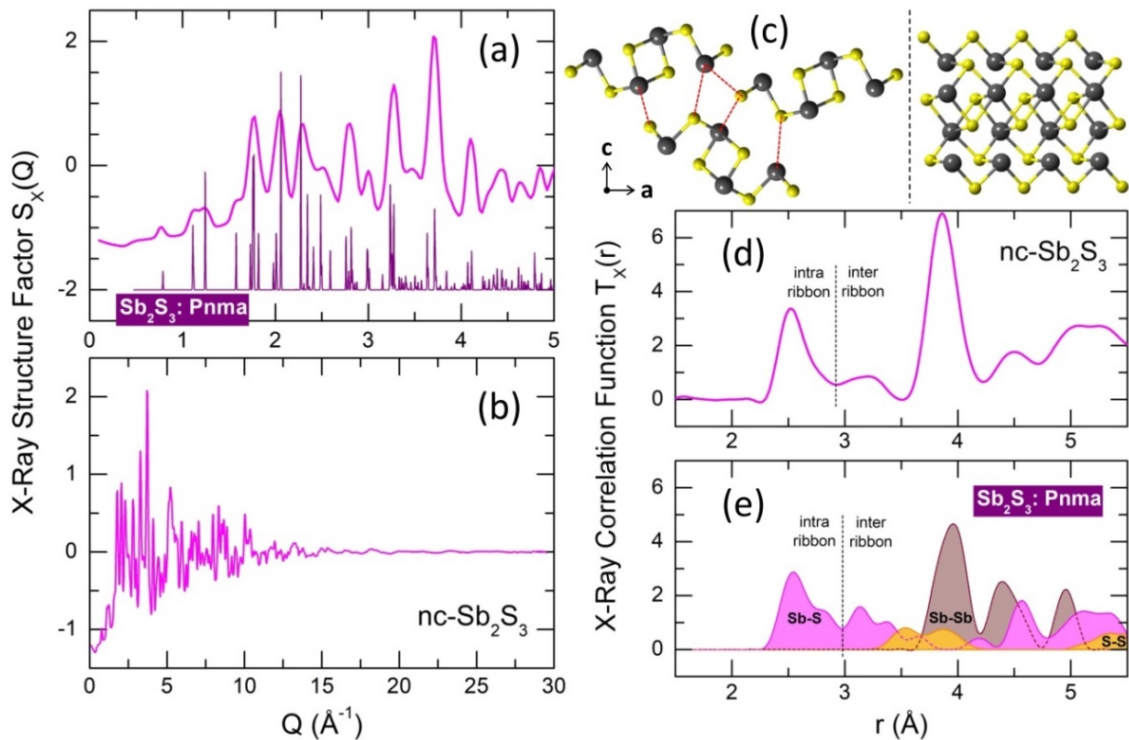 X-Ray Structure Factor Sₓ(Q)
2
(a)
0
-2
Sb₂S₃: Pnma
0 1 2 3 4 5
2
(b)
1
0
nc-Sb₂S₃
-1
0 5 10 15 20 25 30
Q (Å⁻¹)
(c)
c
a
X-Ray Correlation Function Tₓ(r)
6
(d)
nc-Sb₂S₃
intra inter
ribbon ribbon
4
2
0
2 3 4 5
6
(e)
Sb₂S₃: Pnma
intra inter
ribbon ribbon
4
2
Sb-S
Sb-Sb
S-S
0
2 3 4 5
r (Å)